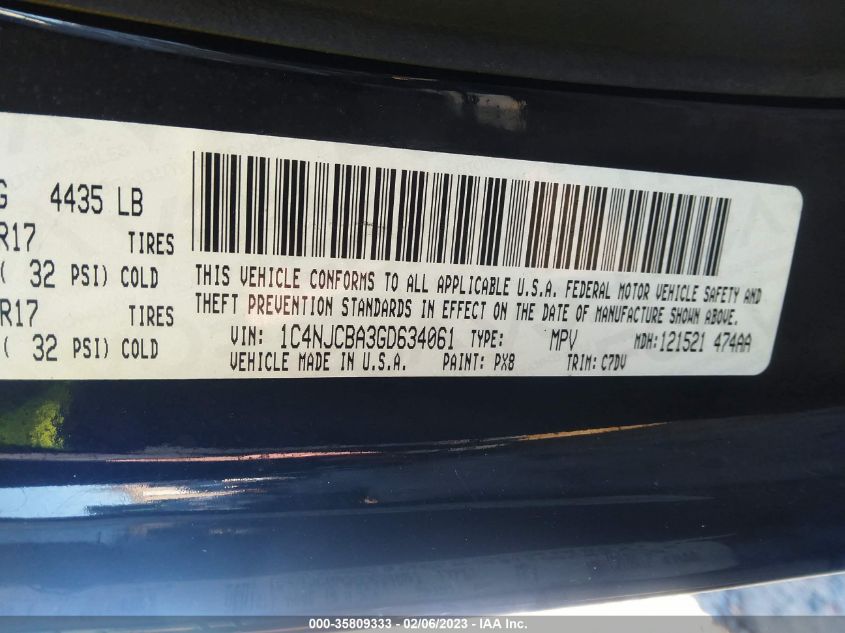 G 4435 LB
R17 TIRES
( 32 PSI) COLD
R17 TIRES
( 32 PSI) COLD
THIS VEHICLE CONFORMS TO ALL APPLICABLE U.S.A. FEDERAL MOTOR VEHICLE SAFETY AND
THEFT PREVENTION STANDARDS IN EFFECT ON THE DATE OF MANUFACTURE SHOWN ABOVE.
VIN: 1C4NJCBA3GD634061 TYPE: MPV MDH:121521 474AA
VEHICLE MADE IN U.S.A. PAINT: PX8 TRIM: C7DV
000-35809333 - 02/06/2023 - IAA Inc.